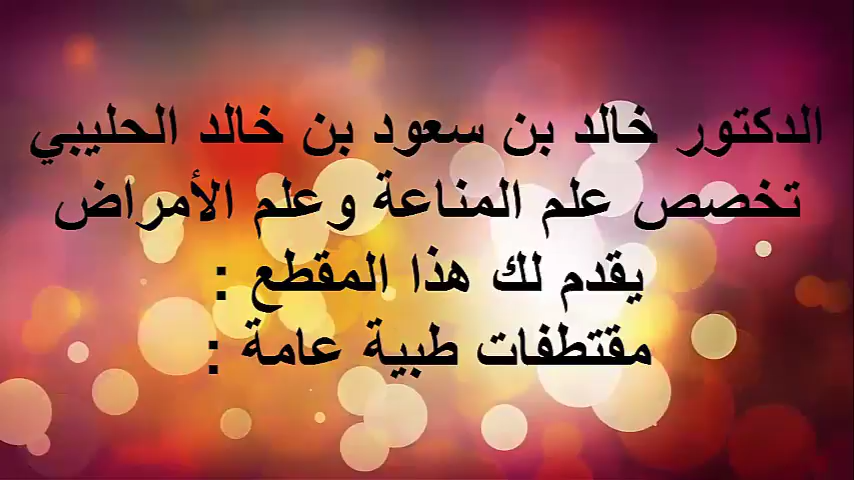 الدكتور خالد بن سعود بن خالد الحليبي
تخصص علم المناعة وعلم الأمراض
يقدم لك هذا المقطع :
مقتطفات طبية عامة :